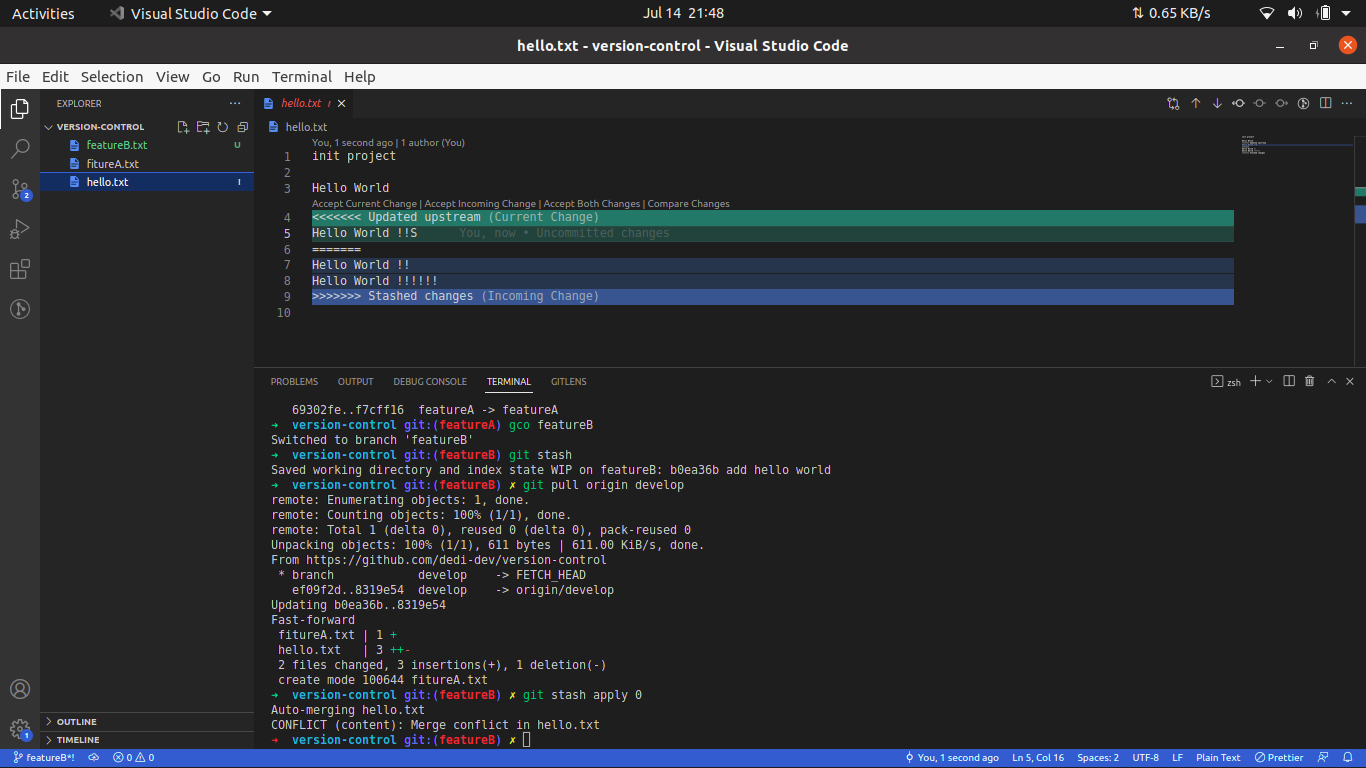 Activities Visual Studio Code Jul 14 21:48 0.65 KB/s
hello.txt - version-control - Visual Studio Code
File Edit Selection View Go Run Terminal Help
EXPLORER
VERSION-CONTROL
featureB.txt U
fitureA.txt
hello.txt !
2
1
OUTLINE
TIMELINE
hello.txt !
hello.txt
You, 1 second ago | 1 author (You)
1 init project
2
3 Hello World
Accept Current Change | Accept Incoming Change | Accept Both Changes | Compare Changes
4 <<<<<<< Updated upstream (Current Change)
5 Hello World !!S You, now • Uncommitted changes
6 =======
7 Hello World !!
8 Hello World !!!!!!
9 >>>>>>> Stashed changes (Incoming Change)
10
PROBLEMS OUTPUT DEBUG CONSOLE TERMINAL GITLENS zsh
69302fe..f7cff16 featureA -> featureA
➜ version-control git:(featureA) gco featureB
Switched to branch 'featureB'
➜ version-control git:(featureB) git stash
Saved working directory and index state WIP on featureB: b0ea36b add hello world
➜ version-control git:(featureB) ✗ git pull origin develop
remote: Enumerating objects: 1, done.
remote: Counting objects: 100% (1/1), done.
remote: Total 1 (delta 0), reused 0 (delta 0), pack-reused 0
Unpacking objects: 100% (1/1), 611 bytes | 611.00 KiB/s, done.
From https://github.com/dedi-dev/version-control
* branch develop -> FETCH_HEAD
ef09f2d..8319e54 develop -> origin/develop
Updating b0ea36b..8319e54
Fast-forward
fitureA.txt | 1 +
hello.txt | 3 ++-
2 files changed, 3 insertions(+), 1 deletion(-)
create mode 100644 fitureA.txt
➜ version-control git:(featureB) ✗ git stash apply 0
Auto-merging hello.txt
CONFLICT (content): Merge conflict in hello.txt
➜ version-control git:(featureB) ✗
featureB*! 0 0 You, 1 second ago Ln 5, Col 16 Spaces: 2 UTF-8 LF Plain Text Prettier